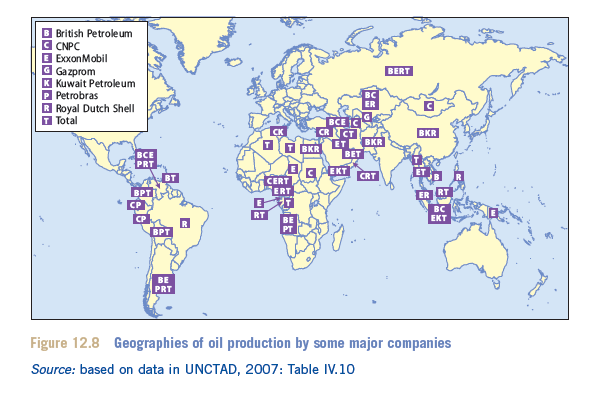 B British Petroleum
C CNPC
E ExxonMobil
G Gazprom
K Kuwait Petroleum
P Petrobras
R Royal Dutch Shell
T Total
BERT
BC
ER
C
G
BCE
IC
CK
CR
CT
BKR
T
T
BKR
ET
BKR
BET
BCE
PRT
E
C
EKT
CRT
T
ET
B
R
BT
CERT
BPT
ERT
ER
RT
CP
E
T
BC
EKT
E
RT
CP
R
BE
PT
BPT
BE
PRT
Figure 12.8 Geographies of oil production by some major companies
Source: based on data in UNCTAD, 2007: Table IV.10